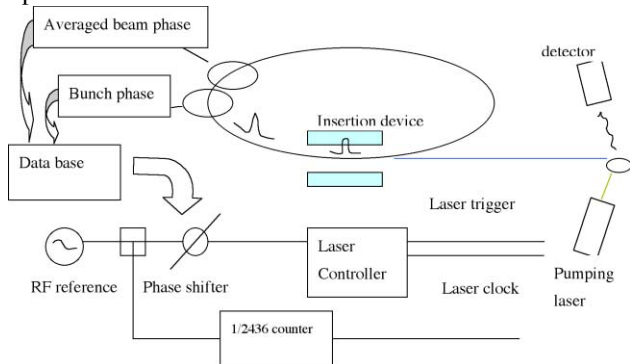 Averaged beam phase
detector
Bunch phase
Insertion device
Data base
Laser trigger
Laser
Controller
RF reference
Phase shifter
Laser clock
Pumping
laser
1/2436 counter